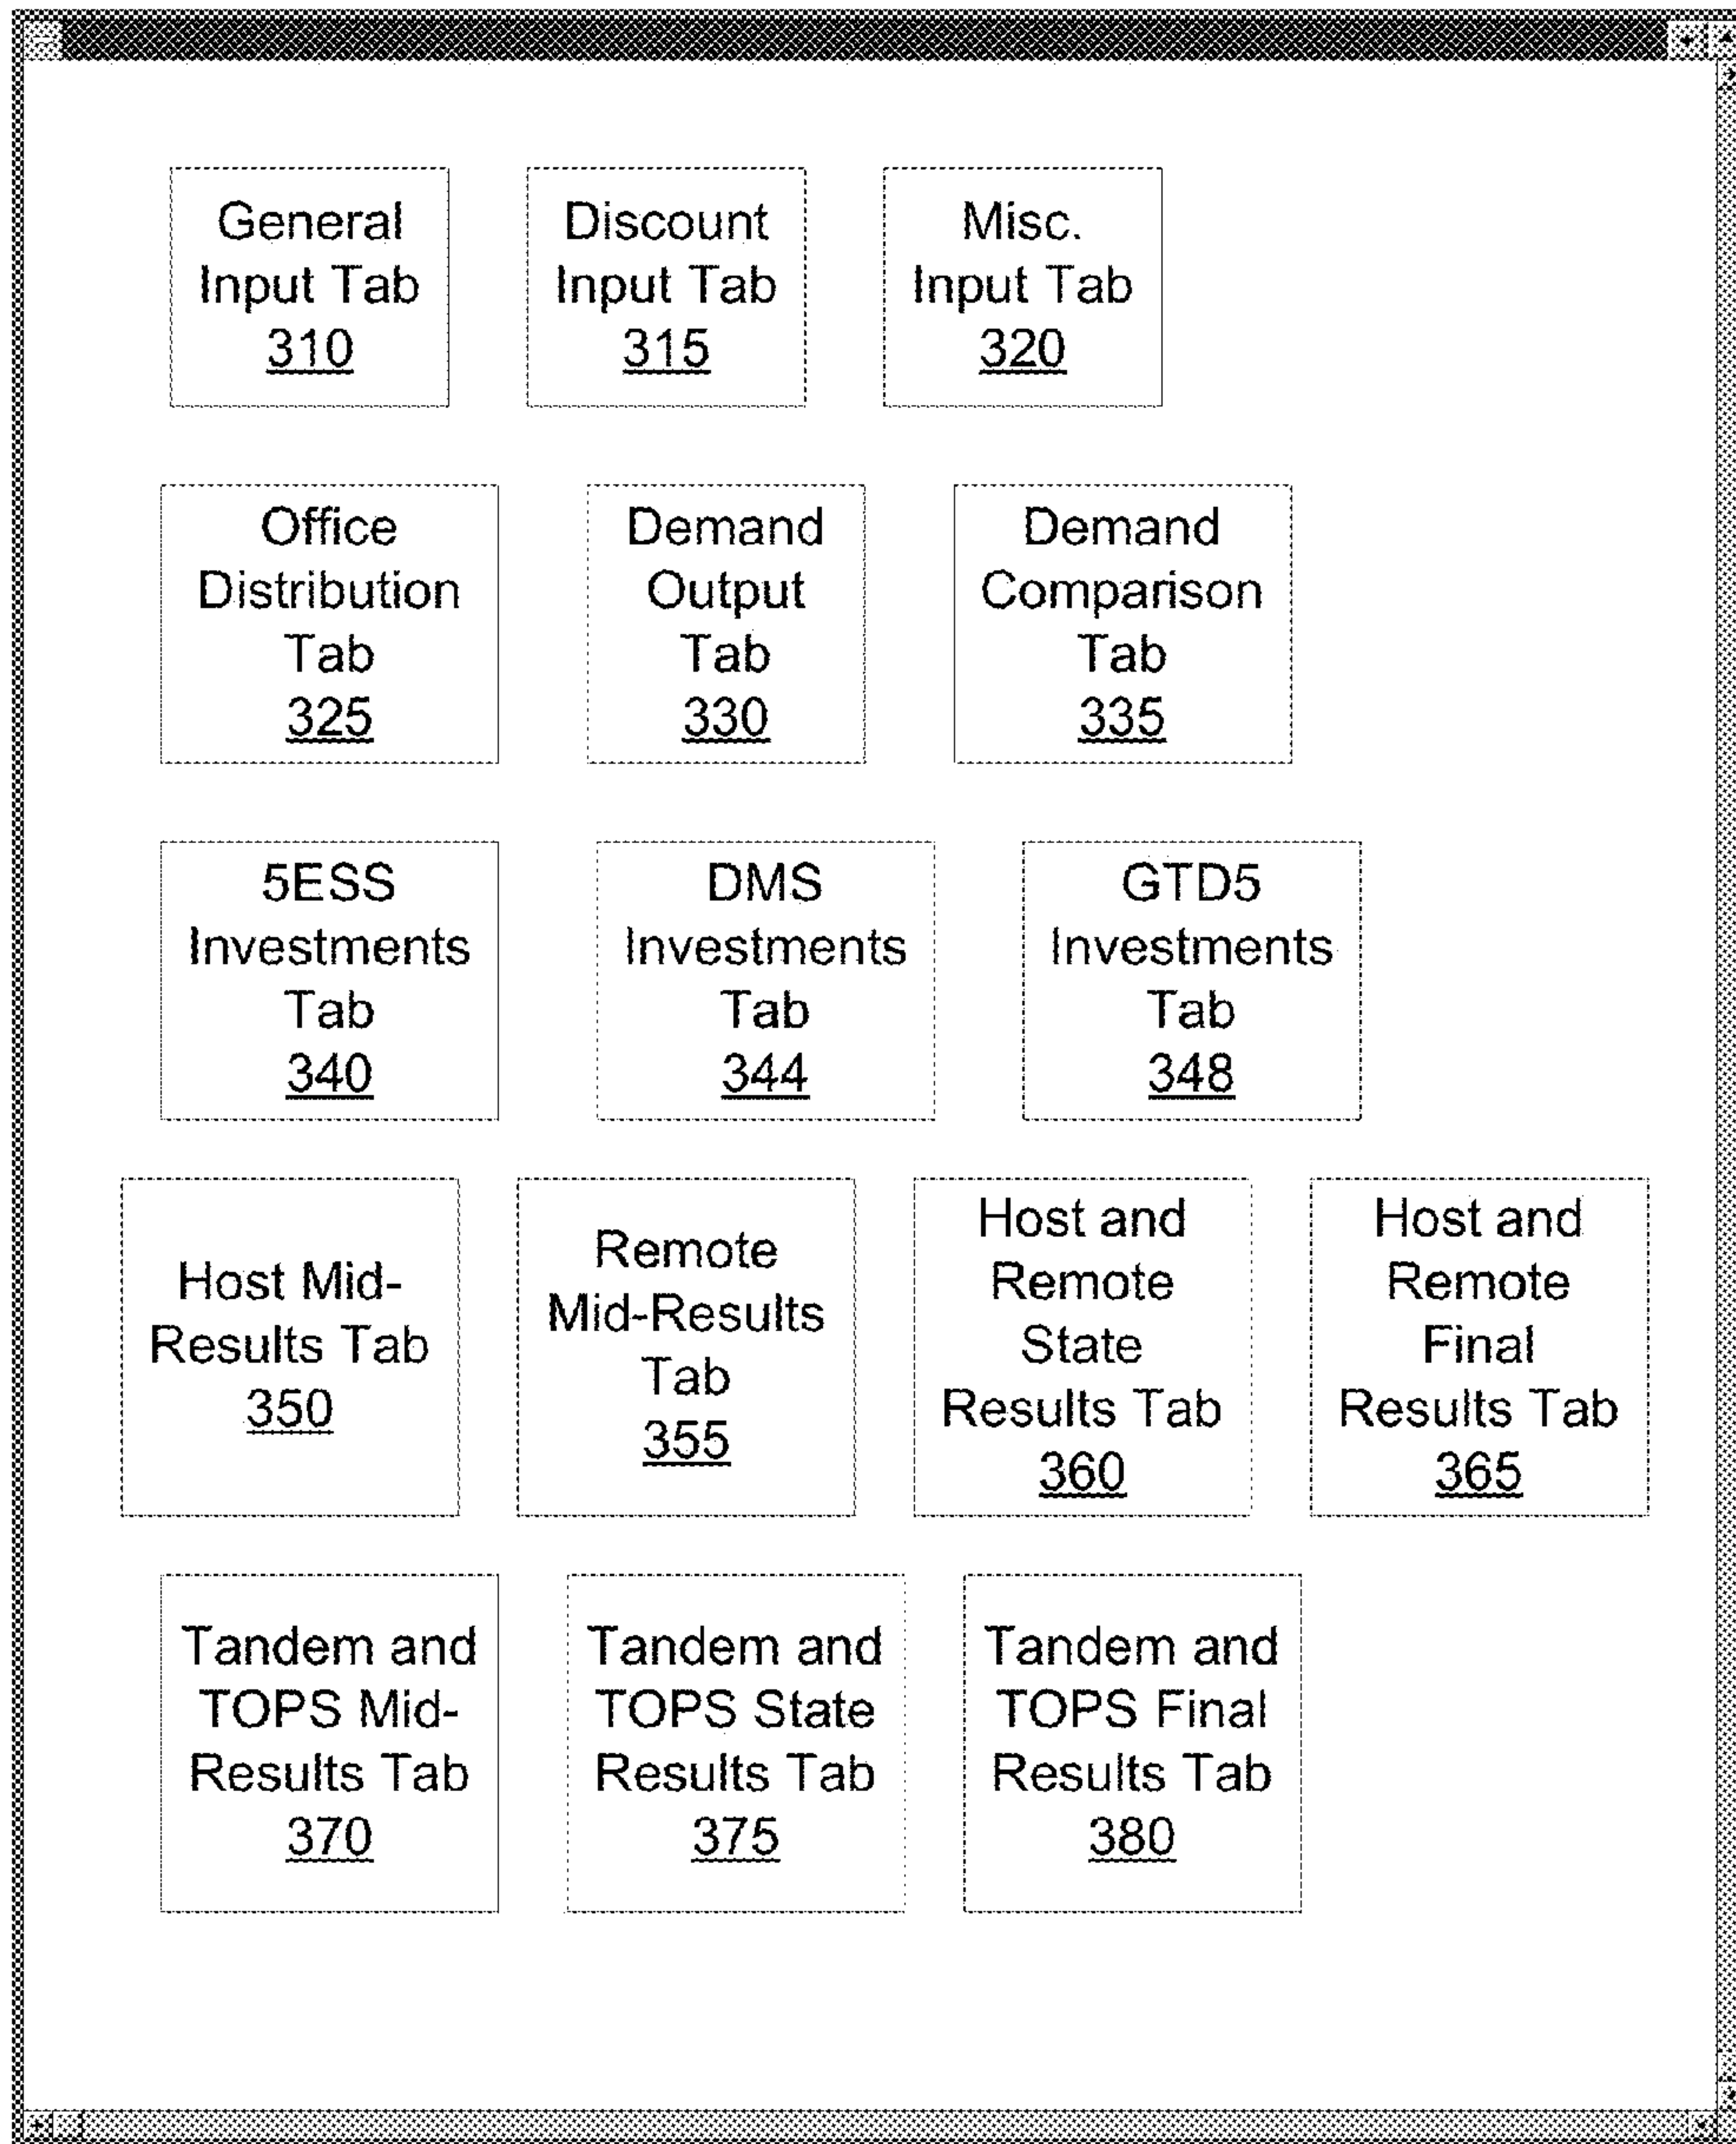 General
Input Tab
310
Discount
Input Tab
315
Misc.
Input Tab
320
Office
Distribution
Tab
325
Demand
Output
Tab
330
Demand
Comparison
Tab
335
5ESS
Investments
Tab
340
DMS
Investments
Tab
344
GTD5
Investments
Tab
348
Host Mid-
Results Tab
350
Remote
Mid-Results
Tab
355
Host and
Remote
State
Results Tab
360
Host and
Remote
Final
Results Tab
365
Tandem and
TOPS Mid-
Results Tab
370
Tandem and
TOPS State
Results Tab
375
Tandem and
TOPS Final
Results Tab
380